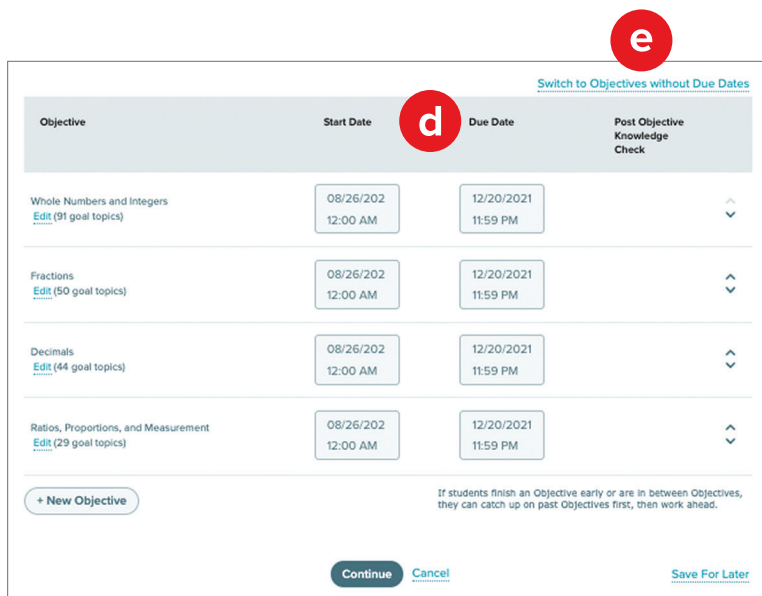 e
Switch to Objectives without Due Dates
Objective Start Date d Due Date Post Objective
Knowledge
Check
Whole Numbers and Integers
Edit (91 goal topics)
08/26/202
12:00 AM
12/20/2021
11:59 PM
Fractions
Edit (50 goal topics)
08/26/202
12:00 AM
12/20/2021
11:59 PM
Decimals
Edit (44 goal topics)
08/26/202
12:00 AM
12/20/2021
11:59 PM
Ratios, Proportions, and Measurement
Edit (29 goal topics)
08/26/202
12:00 AM
12/20/2021
11:59 PM
+ New Objective
If students finish an Objective early or are in between Objectives,
they can catch up on past Objectives first, then work ahead.
Continue Cancel Save For Later